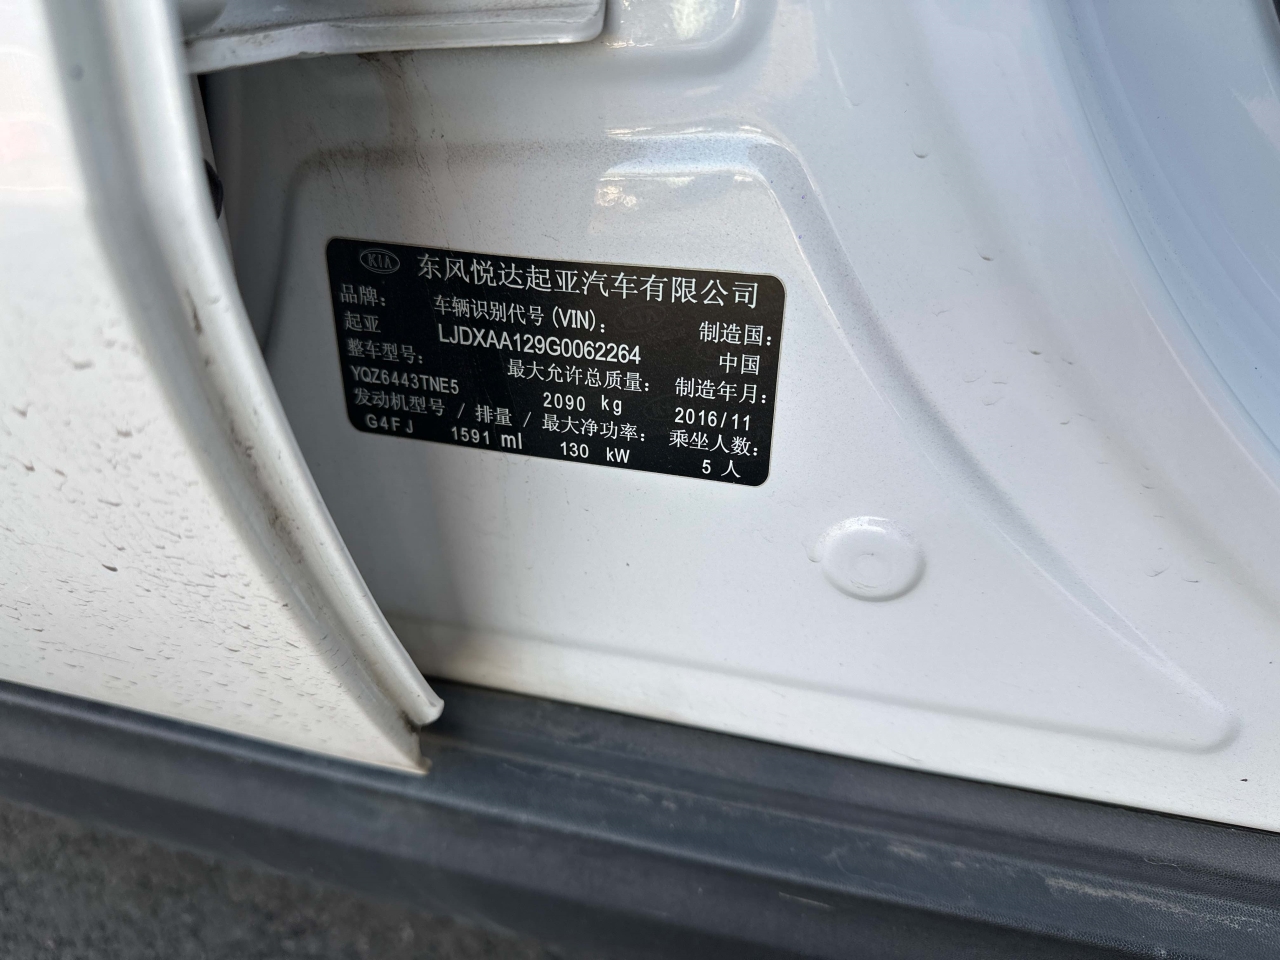 KIA 东风悦达起亚汽车有限公司
品牌： 车辆识别代号(VIN)： 制造国：
起亚 LJDXAA129G0062264 中国
整车型号： 最大允许总质量： 制造年月：
YQZ6443TNE5 2090 kg 2016/11
发动机型号 / 排量 / 最大净功率： 乘坐人数：
G4FJ 1591 ml 130 kW 5 人